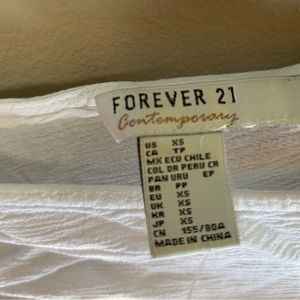 FOREVER 21
Contemporary
US XS
CA TP
MX ECU CHILE
COL DR PERU CR
PAN URU EP
BR PP
EU XS
UK XS
KR XS
JP XS
CN 155/80A
MADE IN CHINA